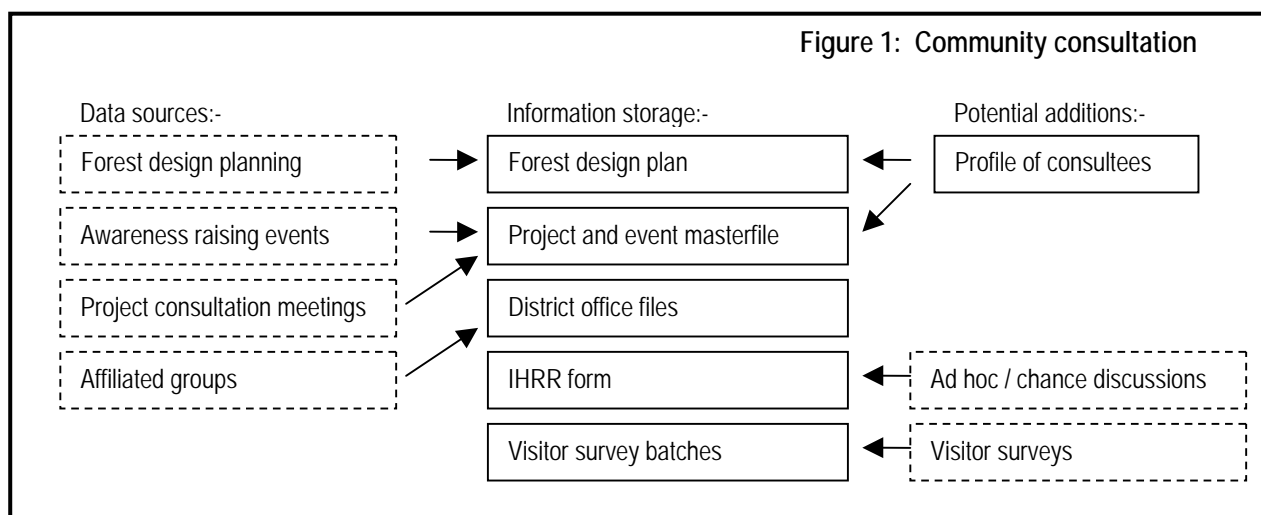 Figure 1: Community consultation
Data sources:-
Information storage:-
Potential additions:-
Forest design planning
Forest design plan
Profile of consultees
Awareness raising events
Project and event masterfile
Project consultation meetings
District office files
Affiliated groups
IHRR form
Ad hoc / chance discussions
Visitor survey batches
Visitor surveys